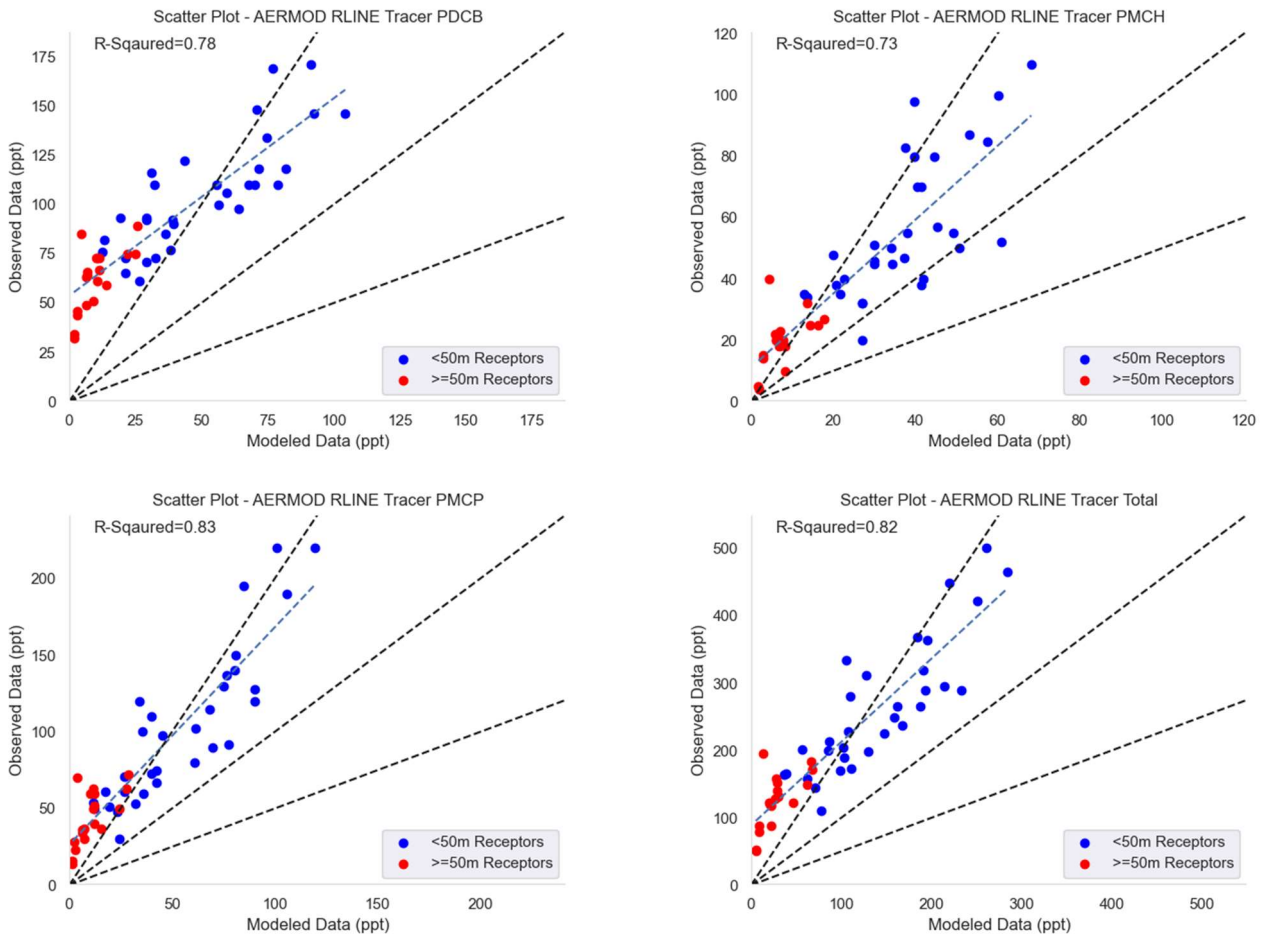 Scatter Plot - AERMOD RLINE Tracer PDCB
R-Sqaured=0.78
175
150
125
100
75
50
25
0
Observed Data (ppt)
<50m Receptors
>=50m Receptors
0 25 50 75 100 125 150 175
Modeled Data (ppt)
Scatter Plot - AERMOD RLINE Tracer PMCH
R-Sqaured=0.73
120
100
80
60
40
20
0
Observed Data (ppt)
<50m Receptors
>=50m Receptors
0 20 40 60 80 100 120
Modeled Data (ppt)
Scatter Plot - AERMOD RLINE Tracer PMCP
R-Sqaured=0.83
200
150
100
50
0
Observed Data (ppt)
<50m Receptors
>=50m Receptors
0 50 100 150 200
Modeled Data (ppt)
Scatter Plot - AERMOD RLINE Tracer Total
R-Sqaured=0.82
500
400
300
200
100
0
Observed Data (ppt)
<50m Receptors
>=50m Receptors
0 100 200 300 400 500
Modeled Data (ppt)